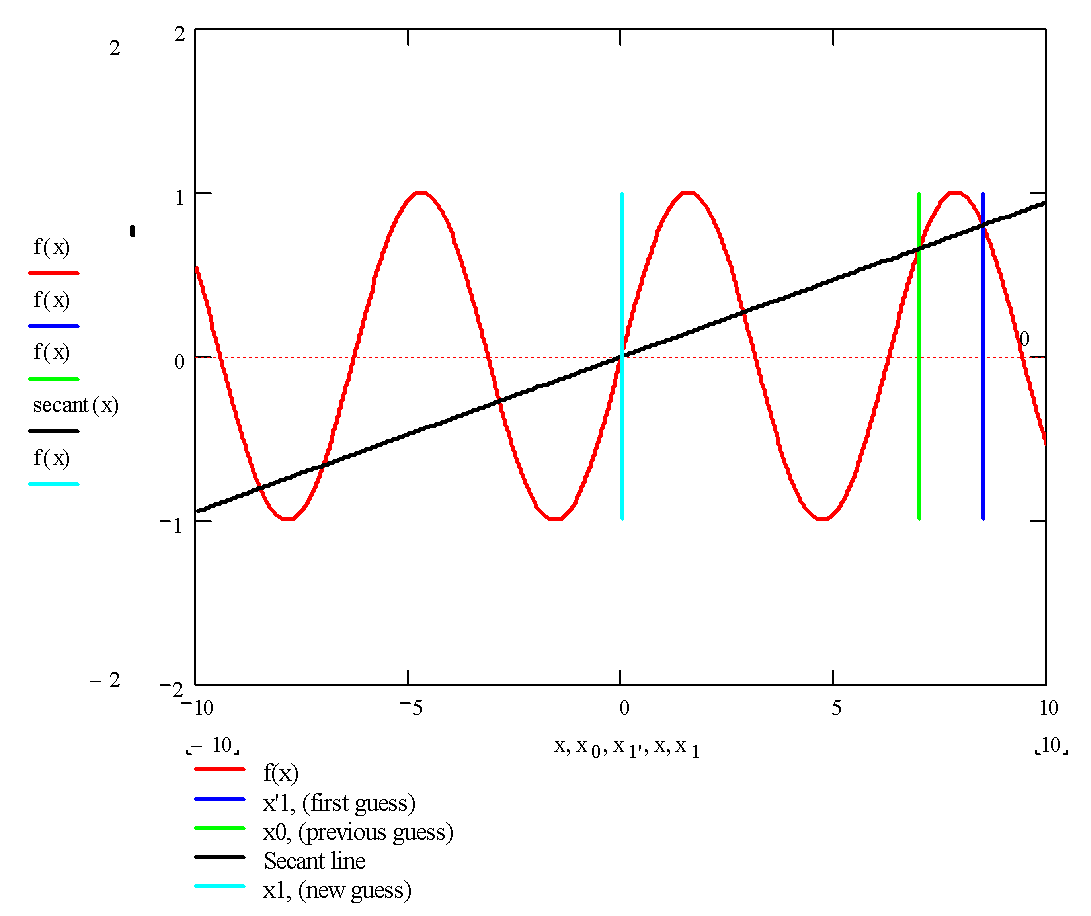 2
2
1
f(x)
f(x)
f(x)
0
0
secant(x)
f(x)
−1
− 2
−2
−10
−5
0
5
10
− 10
x, x₀, x₁', x, x₁
10
f(x)
x'1, (first guess)
x0, (previous guess)
Secant line
x1, (new guess)